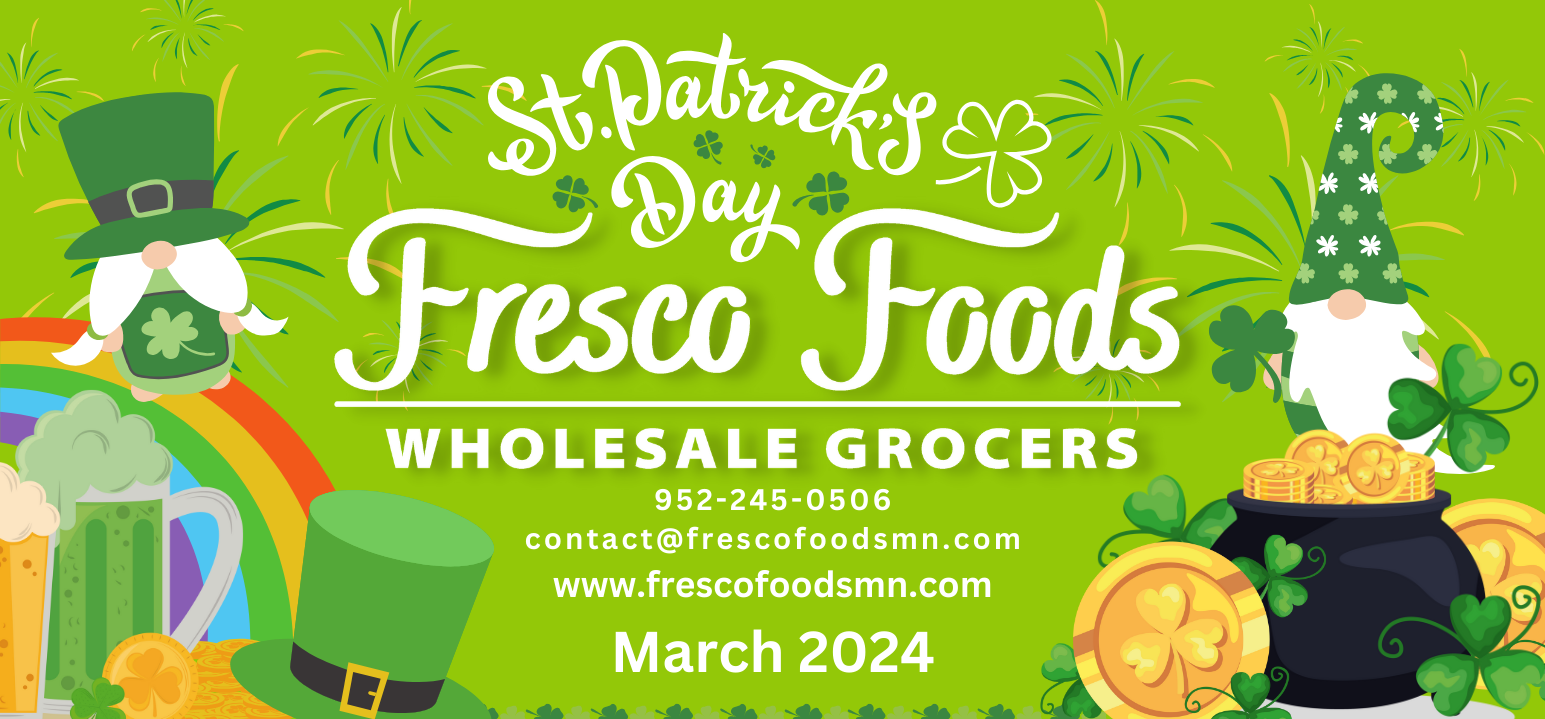 St. Patrick's
Day
Fresco Foods
WHOLESALE GROCERS
952-245-0506
contact@frescofoodsmn.com
www.frescofoodsmn.com
March 2024